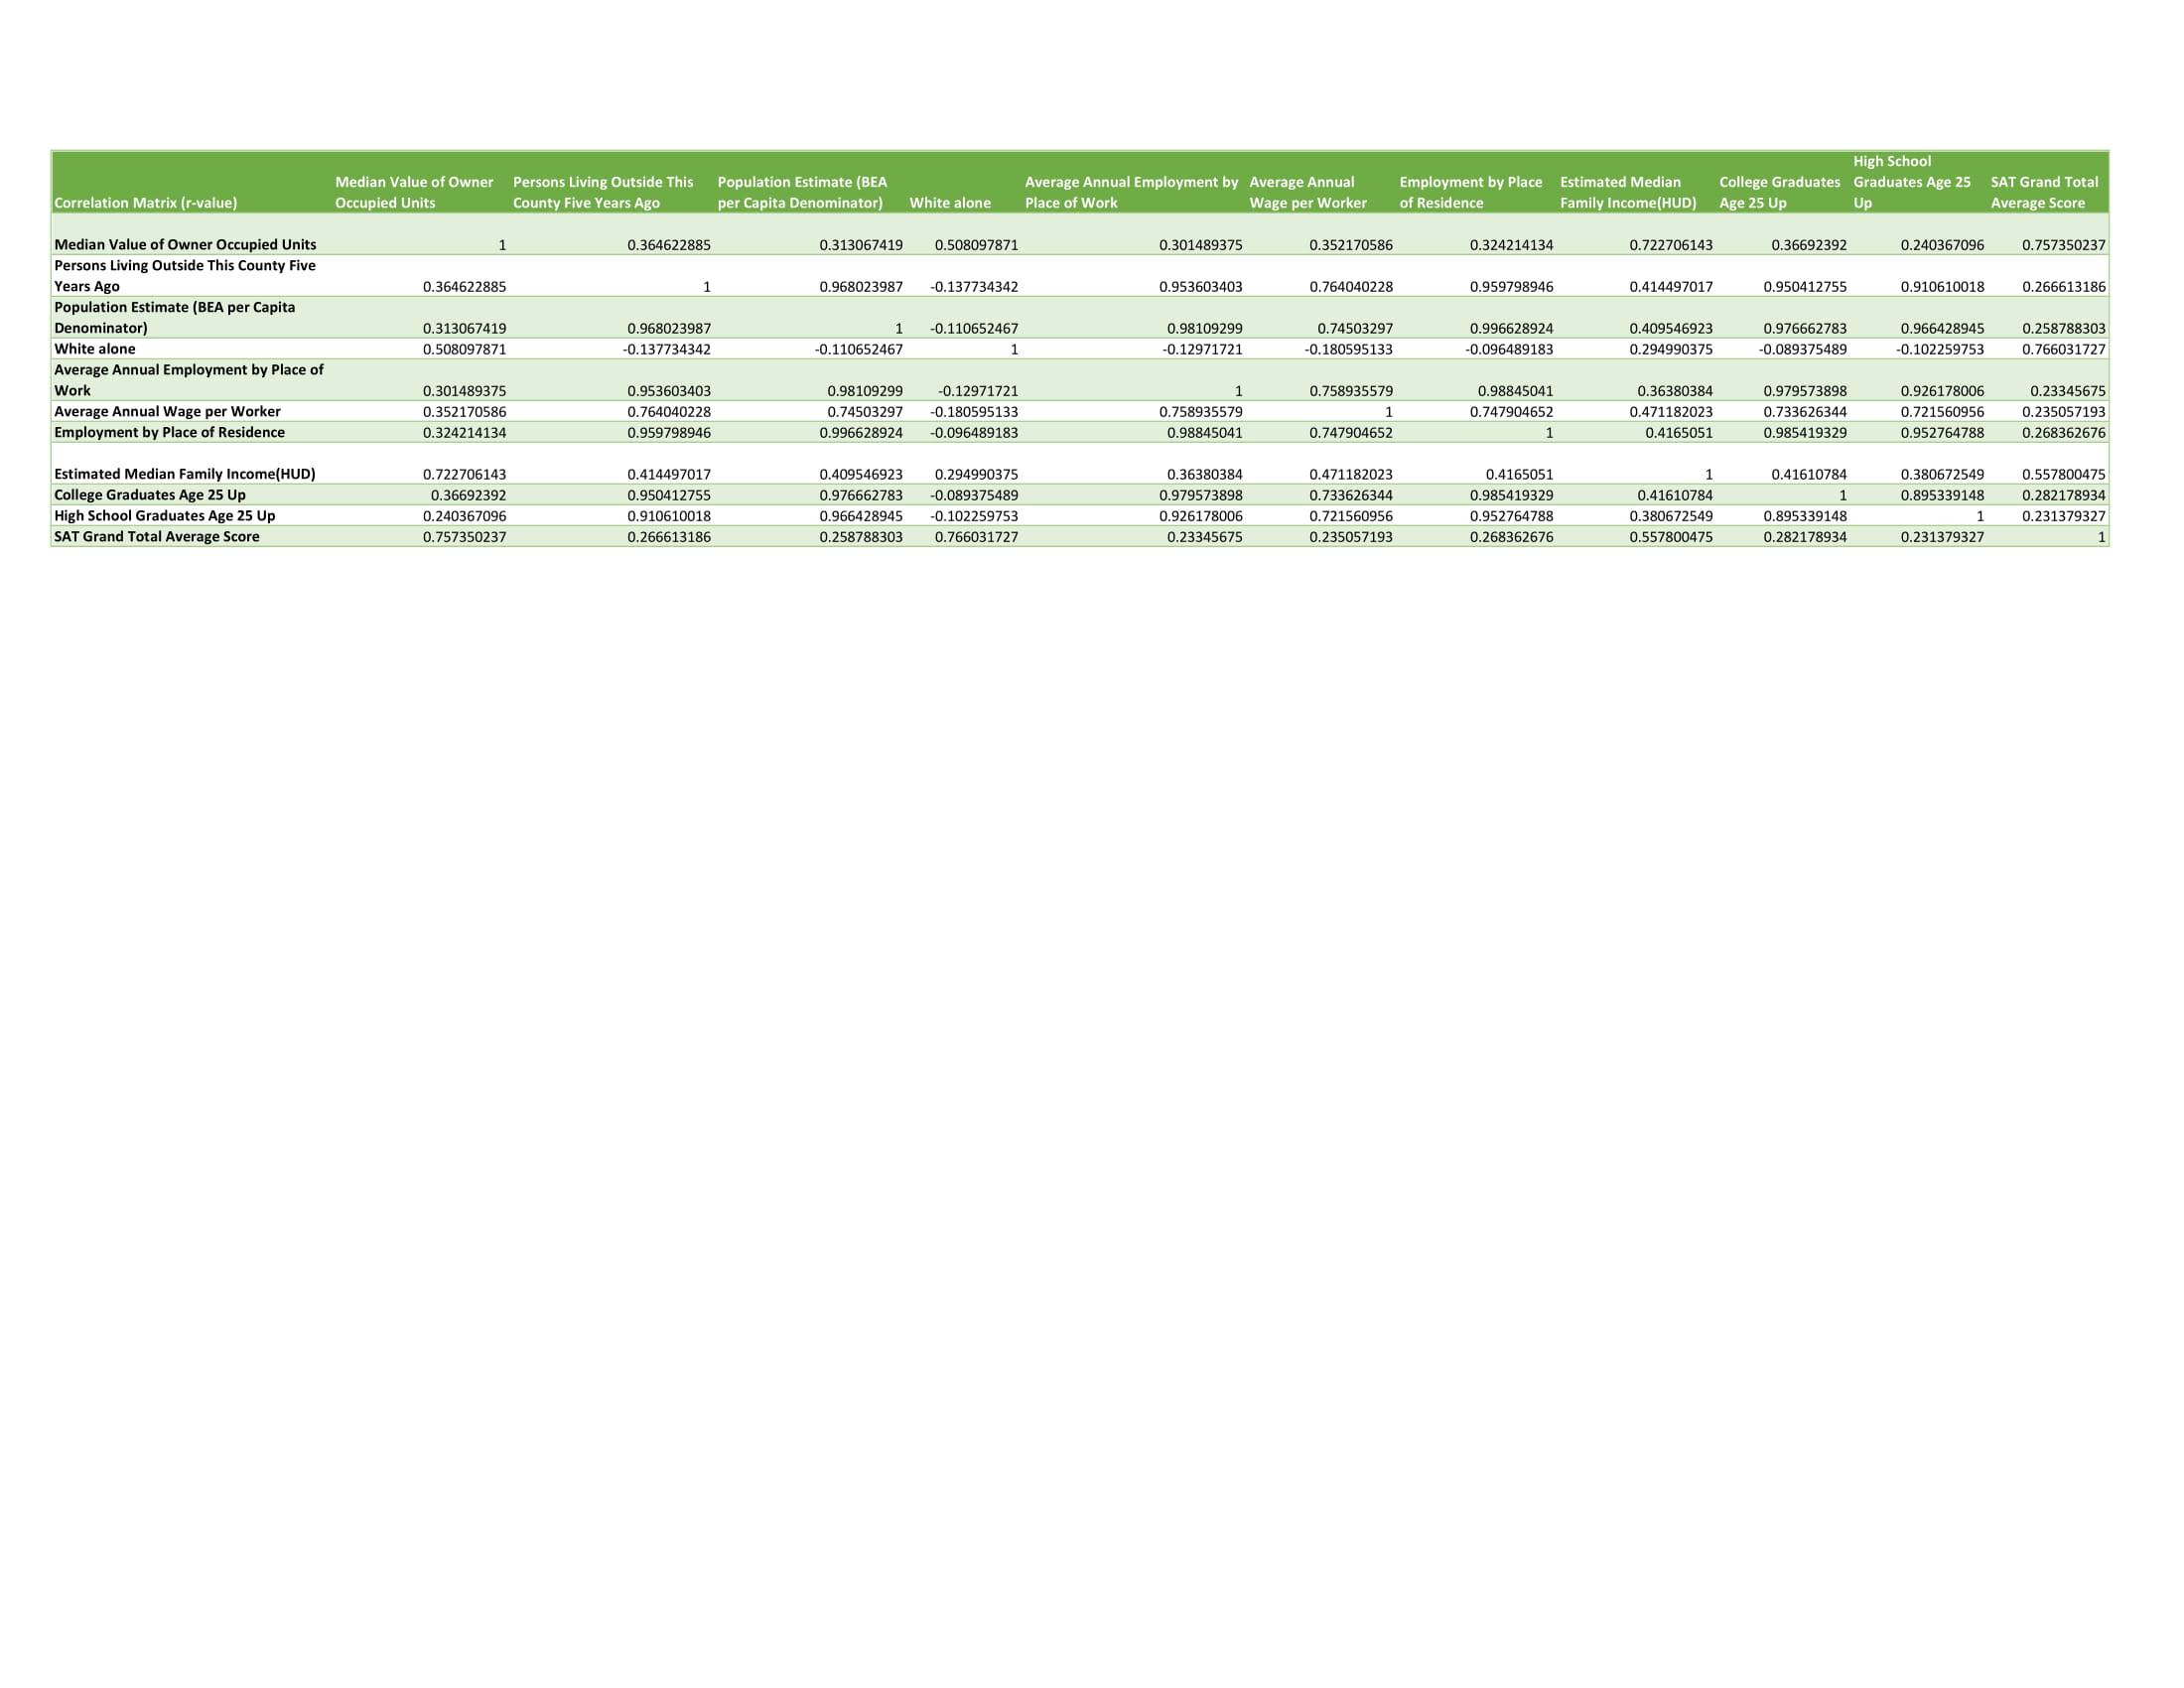 High School
Median Value of Owner Persons Living Outside This Population Estimate (BEA Average Annual Employment by Average Annual Employment by Place Estimated Median College Graduates Graduates Age 25 SAT Grand Total
Correlation Matrix (r-value) Occupied Units County Five Years Ago per Capita Denominator) White alone Place of Work Wage per Worker of Residence Family Income(HUD) Age 25 Up Up Average Score
Median Value of Owner Occupied Units 1 0.364622885 0.313067419 0.508097871 0.301489375 0.352170586 0.324214134 0.722706143 0.36692392 0.240367096 0.757350237
Persons Living Outside This County Five
Years Ago 0.364622885 1 0.968023987 -0.137734342 0.953603403 0.764040228 0.959798946 0.414497017 0.950412755 0.910610018 0.266613186
Population Estimate (BEA per Capita
Denominator) 0.313067419 0.968023987 1 -0.110652467 0.98109299 0.74503297 0.996628924 0.409546923 0.976662783 0.966428945 0.258788303
White alone 0.508097871 -0.137734342 -0.110652467 1 -0.12971721 -0.180595133 -0.096489183 0.294990375 -0.089375489 -0.102259753 0.766031727
Average Annual Employment by Place of
Work 0.301489375 0.953603403 0.98109299 -0.12971721 1 0.758935579 0.98845041 0.36380384 0.979573898 0.926178006 0.23345675
Average Annual Wage per Worker 0.352170586 0.764040228 0.74503297 -0.180595133 0.758935579 1 0.747904652 0.471182023 0.733626344 0.721560956 0.235057193
Employment by Place of Residence 0.324214134 0.959798946 0.996628924 -0.096489183 0.98845041 0.747904652 1 0.4165051 0.985419329 0.952764788 0.268362676
Estimated Median Family Income(HUD) 0.722706143 0.414497017 0.409546923 0.294990375 0.36380384 0.471182023 0.4165051 1 0.41610784 0.380672549 0.557800475
College Graduates Age 25 Up 0.36692392 0.950412755 0.976662783 -0.089375489 0.979573898 0.733626344 0.985419329 0.41610784 1 0.895339148 0.282178934
High School Graduates Age 25 Up 0.240367096 0.910610018 0.966428945 -0.102259753 0.926178006 0.721560956 0.952764788 0.380672549 0.895339148 1 0.231379327
SAT Grand Total Average Score 0.757350237 0.266613186 0.258788303 0.766031727 0.23345675 0.235057193 0.268362676 0.557800475 0.282178934 0.231379327 1